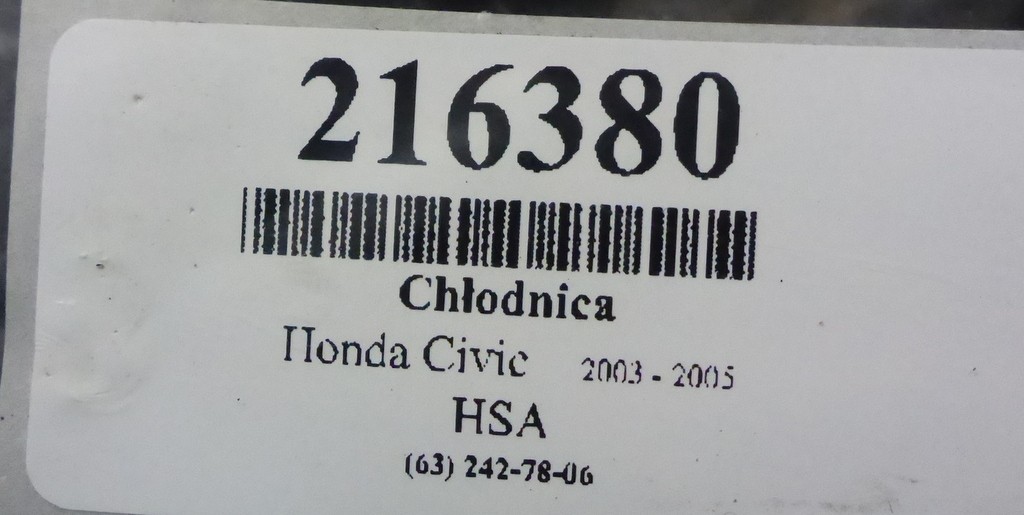 216380
Chłodnica
Honda Civic 2003 - 2005
HSA
(63) 242-78-06